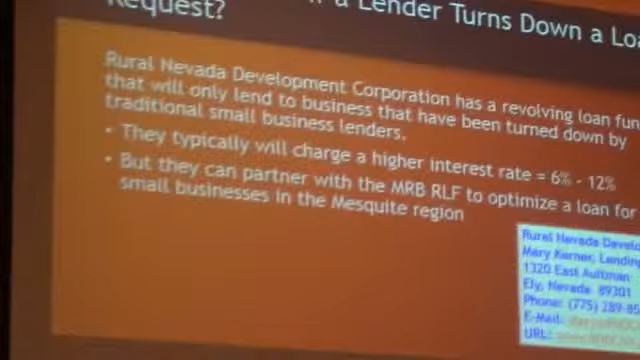 a Lender Turns Down a Loa
Request?
Rural Nevada Development Corporation has a revolving loan fun
that will only lend to business that have been turned down by
traditional small business lenders.
• They typically will charge a higher interest rate = 6% - 12%
• But they can partner with the MRB RLF to optimize a loan for
small businesses in the Mesquite region
Rural Nevada Develo
Mary Kerner, Lending
1320 East Aultman
Ely, Nevada 89301
Phone: (775) 289-85
E-Mail:
URL: